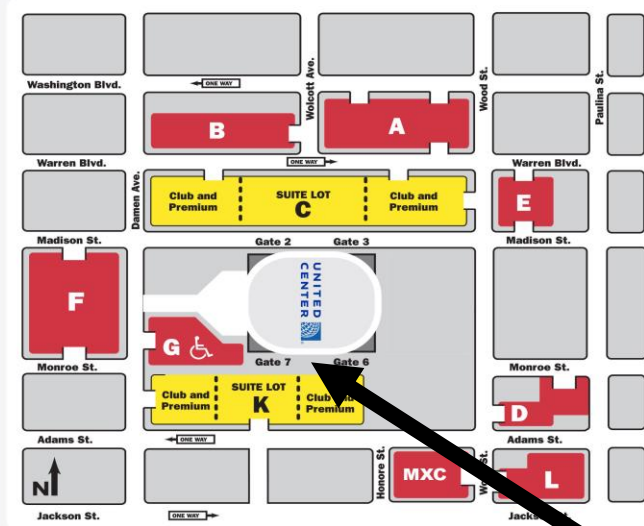 Washington Blvd.
ONE WAY
Wolcott Ave.
Wood St.
Paulina St.
B
A
Warren Blvd.
ONE WAY
Warren Blvd.
Damen Ave.
Club and
Premium
SUITE LOT
C
Club and
Premium
E
Madison St.
Gate 2
Gate 3
Madison St.
F
UNITED
CENTER
G
Monroe St.
Gate 7
Gate 6
Monroe St.
Club and
Premium
SUITE LOT
K
Club and
Premium
D
Adams St.
ONE WAY
Adams St.
N
Honore St.
MXC
L
Jackson St.
ONE WAY